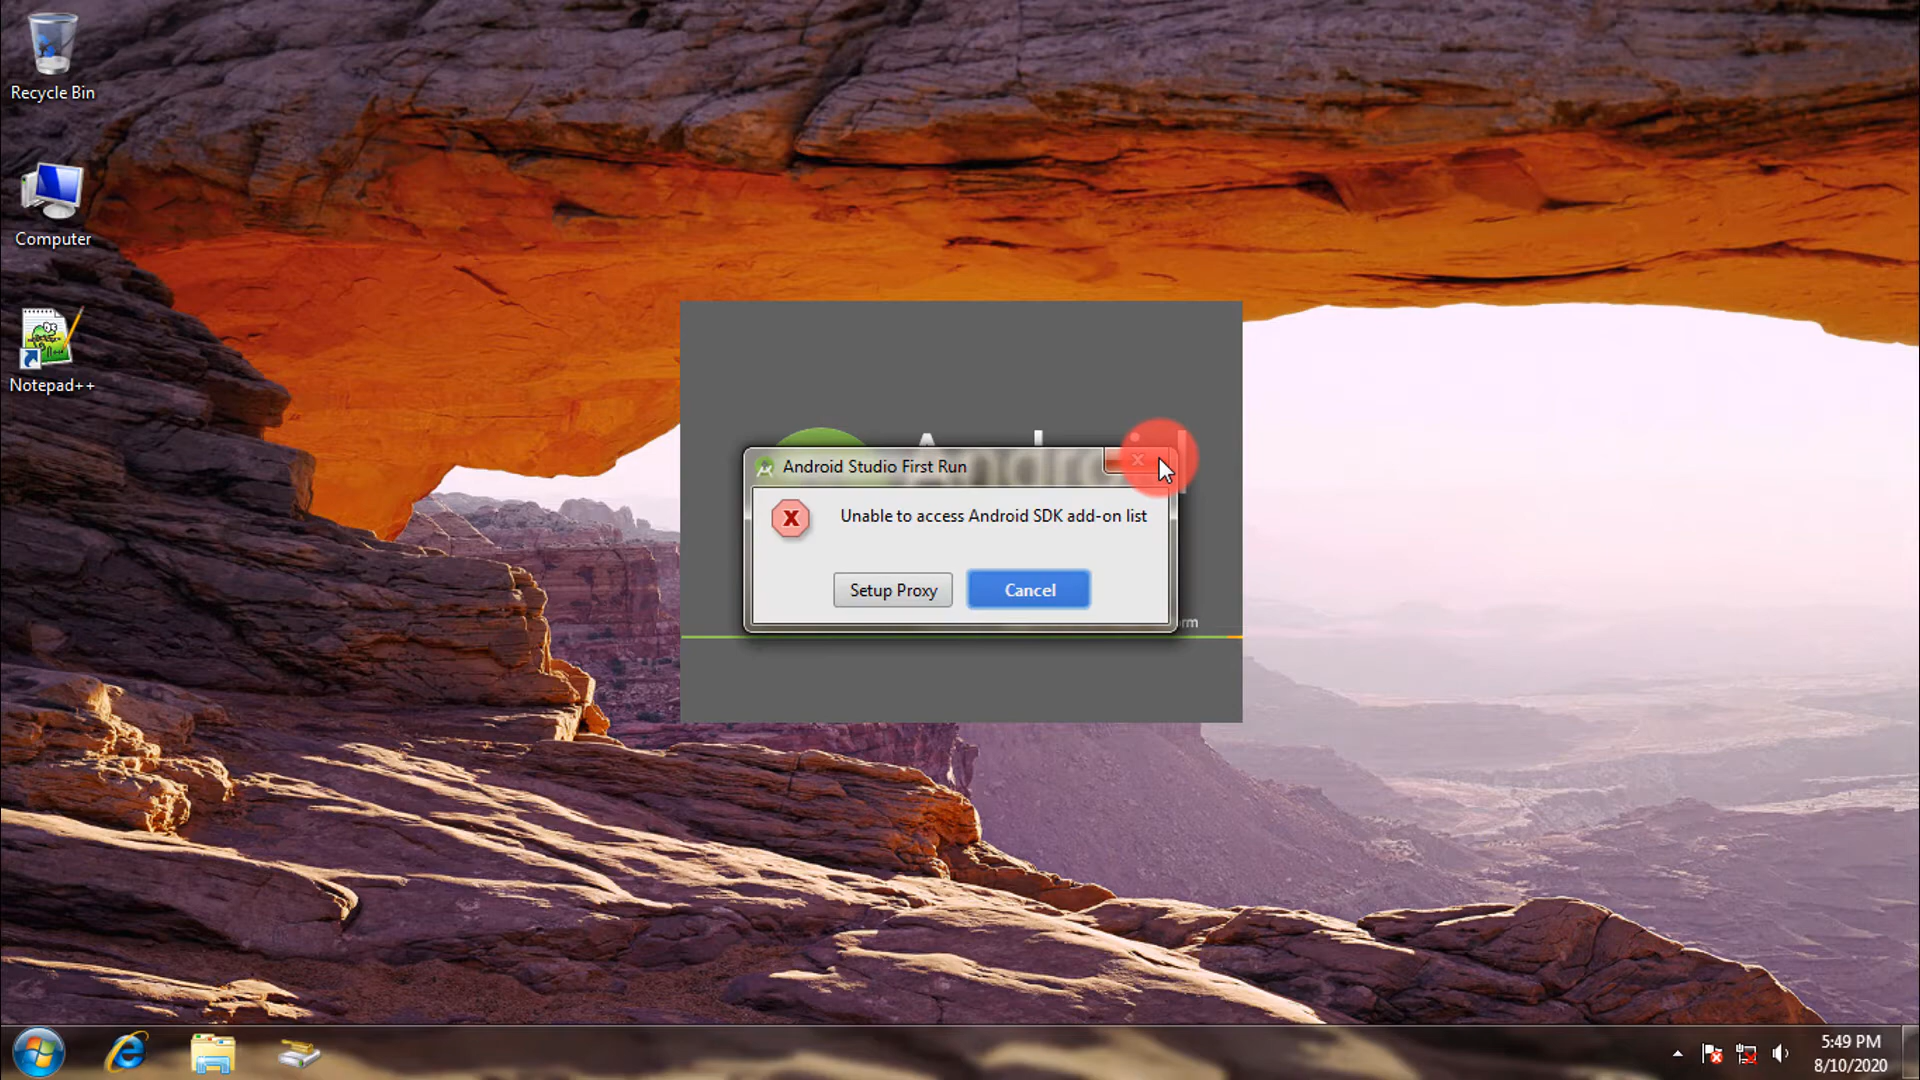 Recycle Bin
Computer
Notepad++
Android
Android Studio First Run
Unable to access Android SDK add-on list
Setup Proxy
Cancel
5:49 PM
8/10/2020